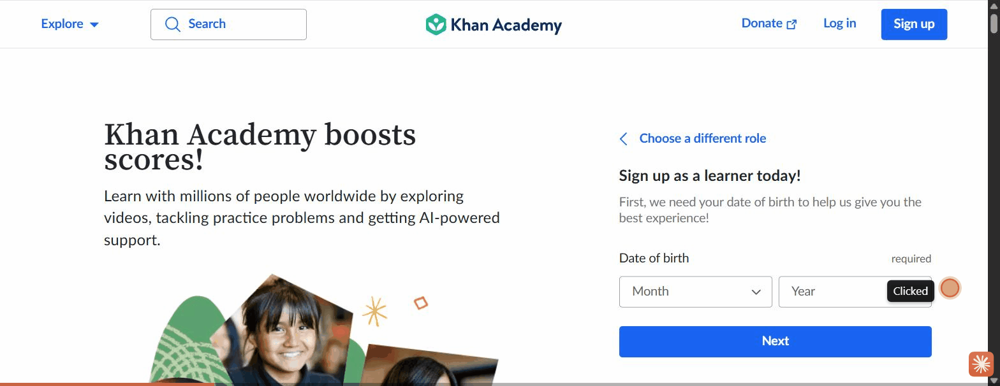 Explore
Search
Khan Academy
Donate
Log in
Sign up
Khan Academy boosts
scores!
Learn with millions of people worldwide by exploring
videos, tackling practice problems and getting AI-powered
support.
Choose a different role
Sign up as a learner today!
First, we need your date of birth to help us give you the
best experience!
Date of birth
required
Month
Year
Clicked
Next